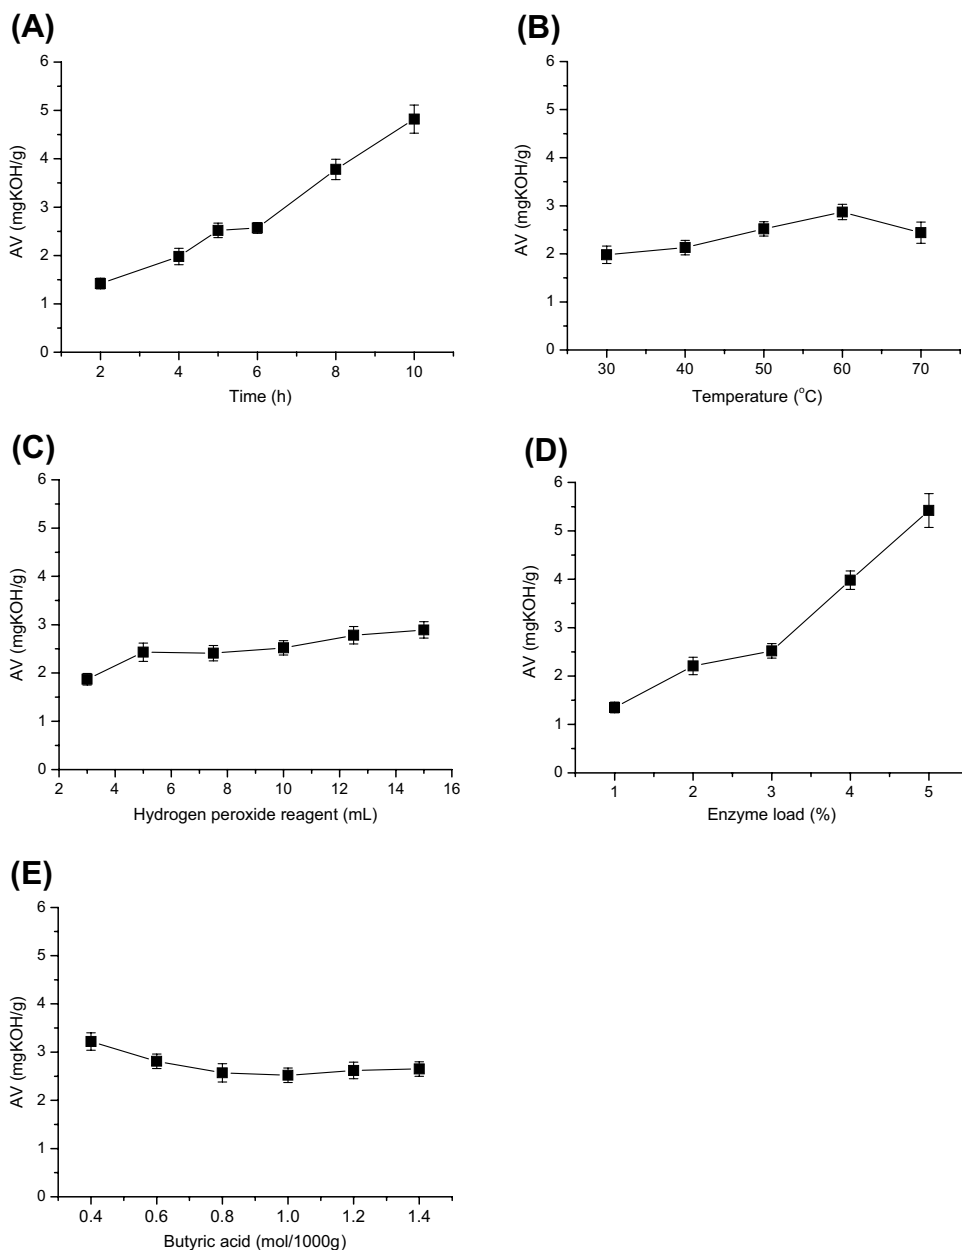 (A)
6
5
4
3
2
1
0
AV (mgKOH/g)
2 4 6 8 10
Time (h)
(B)
6
5
4
3
2
1
0
AV (mgKOH/g)
30 40 50 60 70
Temperature (°C)
(C)
6
5
4
3
2
1
0
AV (mgKOH/g)
2 4 6 8 10 12 14 16
Hydrogen peroxide reagent (mL)
(D)
6
5
4
3
2
1
0
AV (mgKOH/g)
1 2 3 4 5
Enzyme load (%)
(E)
6
5
4
3
2
1
0
AV (mgKOH/g)
0.4 0.6 0.8 1.0 1.2 1.4
Butyric acid (mol/1000g)